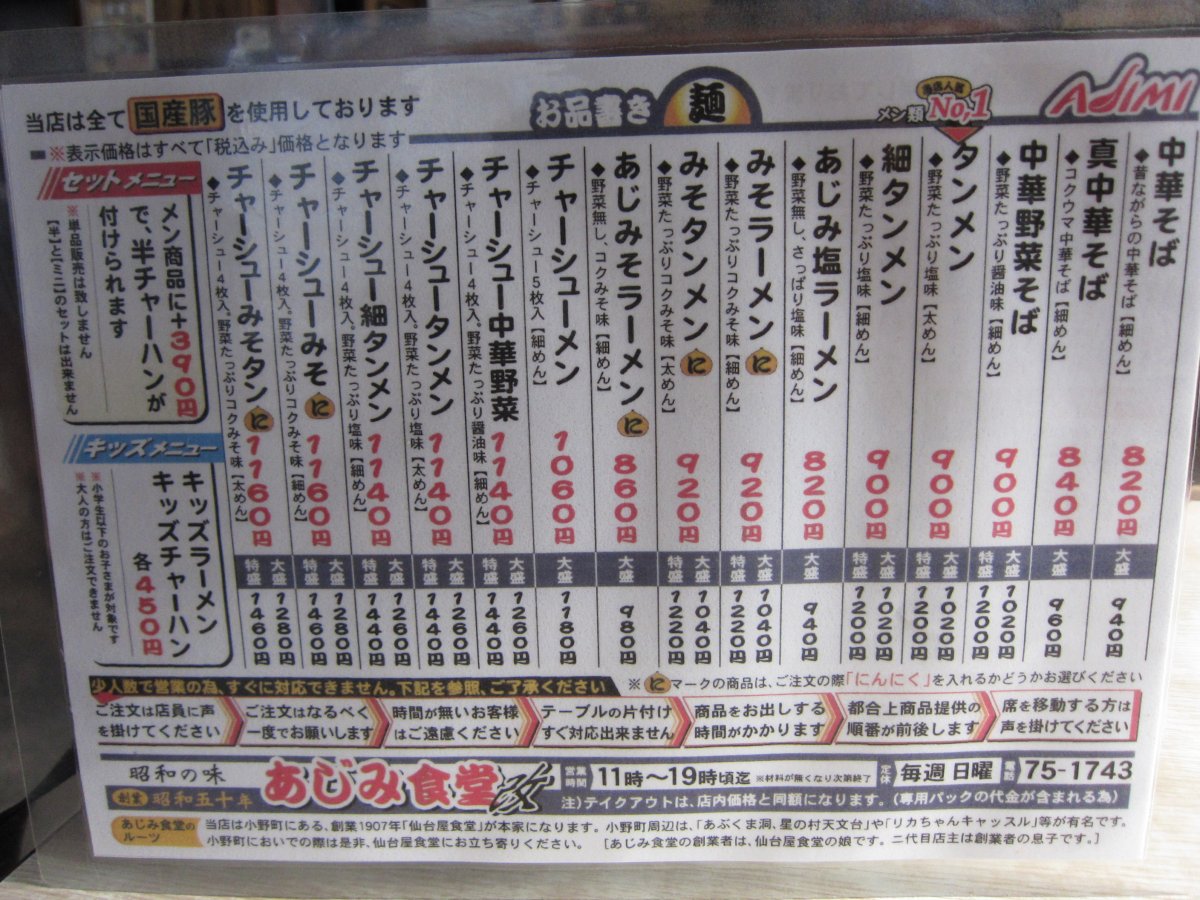 当店は全て国産豚を使用しております
※表示価格はすべて「税込み」価格となります
お品書き 麺
当店人気
メン類 No,1
AJIMI
中華そば
◆昔ながらの中華そば【細めん】
820円
大盛 940円
真中華そば
◆コクウマ中華そば【細めん】
840円
大盛 960円
中華野菜そば
◆野菜たっぷり醤油味【細めん】
900円
大盛 1020円
特盛 1200円
タンメン
◆野菜たっぷり塩味【太めん】
900円
大盛 1020円
特盛 1200円
細タンメン
◆野菜たっぷり塩味【細めん】
900円
大盛 1020円
特盛 1200円
あじみ塩ラーメン
◆野菜無し、さっぱり塩味【細めん】
820円
大盛 940円
みそラーメン に
◆野菜たっぷりコクみそ味【細めん】
920円
大盛 1040円
特盛 1220円
みそタンメン に
◆野菜たっぷりコクみそ味【太めん】
920円
大盛 1040円
特盛 1220円
あじみそラーメン に
◆野菜無し、コクみそ味【細めん】
860円
大盛 980円
チャーシューメン
◆チャーシュー5枚入【細めん】
1060円
大盛 1180円
チャーシュー中華野菜
◆チャーシュー4枚入。野菜たっぷり醤油味【細めん】
1140円
大盛 1260円
特盛 1440円
チャーシュータンメン
◆チャーシュー4枚入。野菜たっぷり塩味【太めん】
1140円
大盛 1260円
特盛 1440円
チャーシュー細タンメン
◆チャーシュー4枚入。野菜たっぷり塩味【細めん】
1140円
大盛 1260円
特盛 1440円
チャーシューみそ に
◆チャーシュー4枚入。野菜たっぷりコクみそ味【細めん】
1160円
大盛 1280円
特盛 1460円
チャーシューみそタン に
◆チャーシュー4枚入。野菜たっぷりコクみそ味【太めん】
1160円
大盛 1280円
特盛 1460円
セットメニュー
メン商品に+390円
で、半チャーハンが
付けられます
※単品販売は致しません
【半】と【ミニ】のセットは出来ません
キッズメニュー
キッズラーメン
キッズチャーハン
各450円
※小学生以下のお子さまが対象です
※大人の方はご注文できません
少人数で営業の為、すぐに対応できません。下記を参照、ご了承ください
※ に マークの商品は、ご注文の際「にんにく」を入れるかどうかお選びください
ご注文は店員に声
を掛けてください
ご注文はなるべく
一度でお願いします
時間が無いお客様
はご遠慮ください
テーブルの片付け
すぐ対応出来ません
商品をお出しする
時間がかかります
都合上商品提供の
順番が前後します
席を移動する方は
声を掛けてください
昭和の味
創業 昭和五十年
あじみ食堂改
営業時間 11時〜19時頃迄 ※材料が無くなり次第終了
定休 毎週 日曜
電話 75-1743
注)テイクアウトは、店内価格と同額になります。(専用パックの代金が含まれる為)
あじみ食堂の
ルーツ
当店は小野町にある、創業1907年「仙台屋食堂」が本家になります。小野町周辺は、「あぶくま洞、星の村天文台」や「リカちゃんキャッスル」等が有名です。
小野町においでの際は是非、仙台屋食堂にお立ち寄りください。 [あじみ食堂の創業者は、仙台屋食堂の娘です。二代目店主は創業者の息子です。]